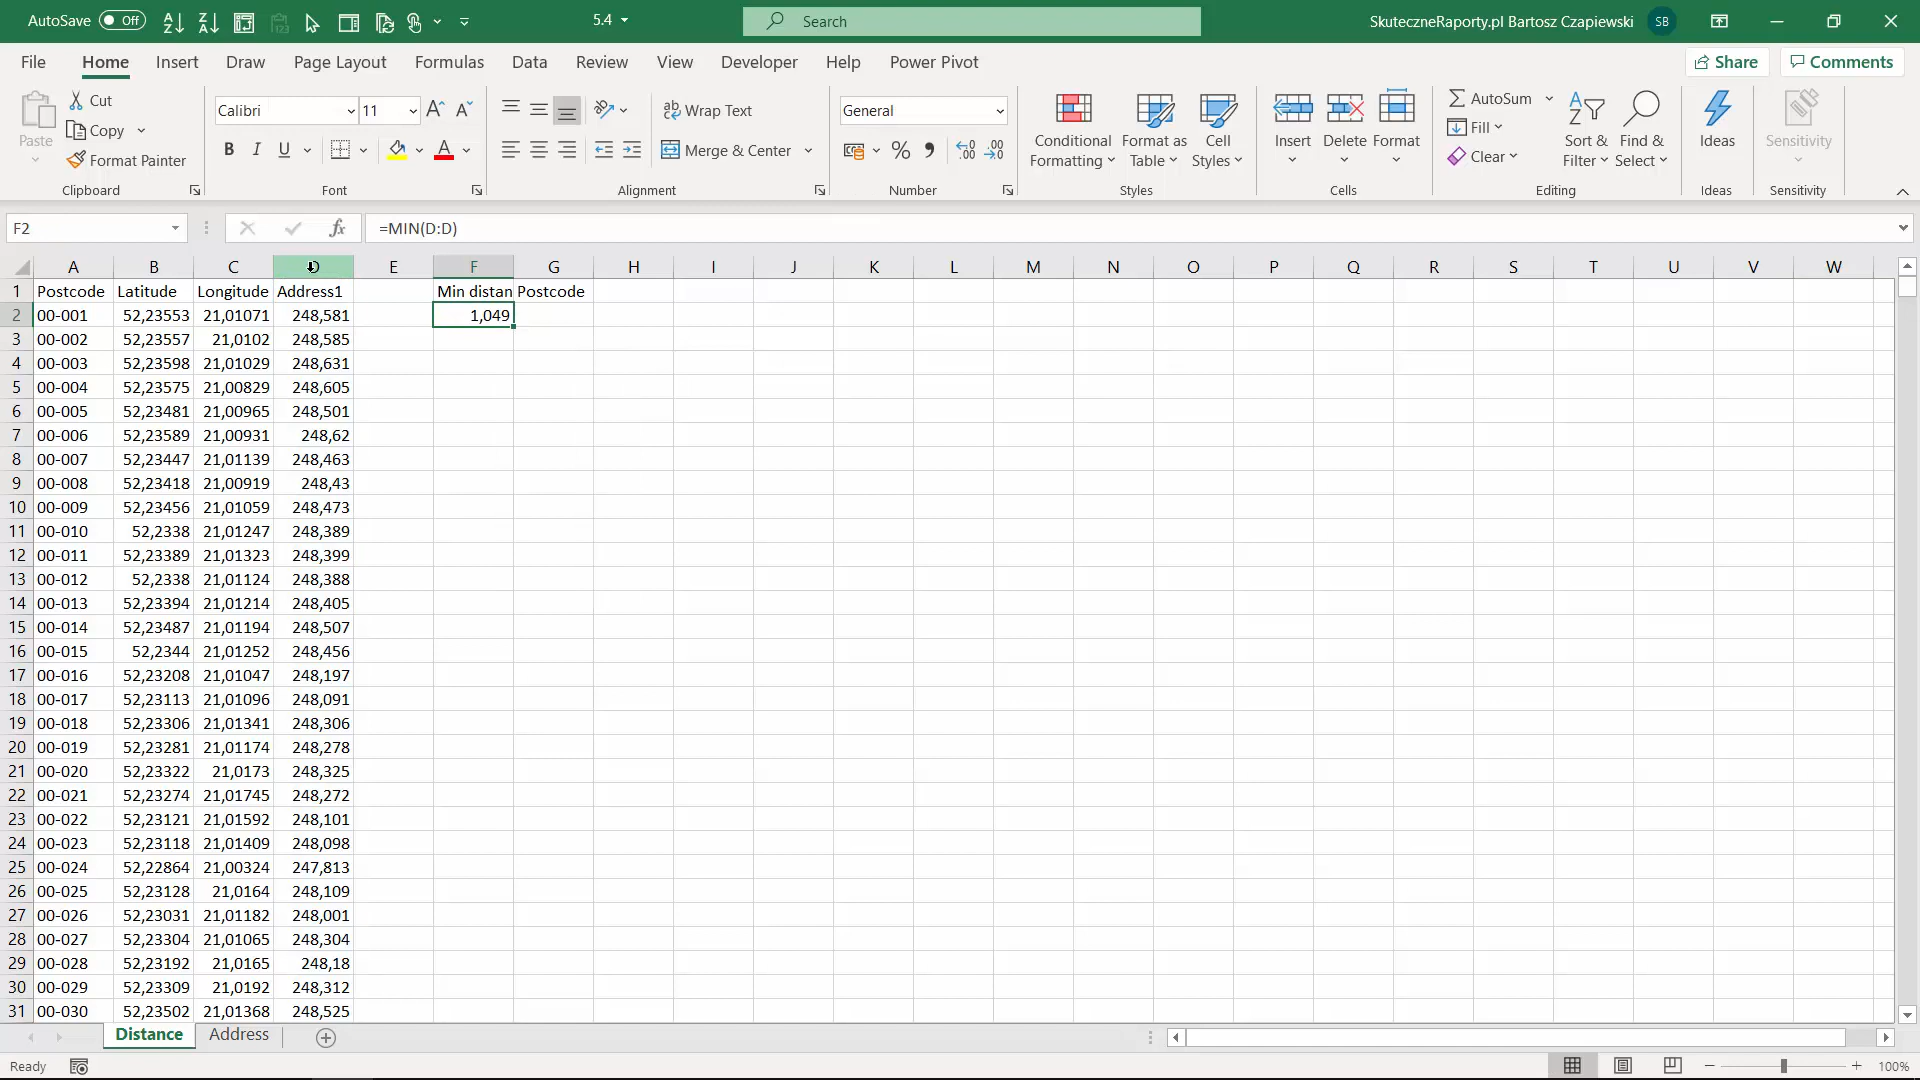 AutoSave Off 5.4 Search SkuteczneRaporty.pl Bartosz Czapiewski SB
File Home Insert Draw Page Layout Formulas Data Review View Developer Help Power Pivot Share Comments
Paste
Cut
Copy
Format Painter
Clipboard
Calibri 11
B I U A
Font
Wrap Text
Merge & Center
Alignment
General
%
Number
Conditional Formatting
Format as Table
Cell Styles
Styles
Insert
Delete
Format
Cells
AutoSum
Fill
Clear
Sort & Filter
Find & Select
Editing
Ideas
Ideas
Sensitivity
Sensitivity
F2 fx =MIN(D:D)
A B C D E F G H I J K L M N O P Q R S T U V W
1 Postcode Latitude Longitude Address1 Min distan Postcode
2 00-001 52,23553 21,01071 248,581 1,049
3 00-002 52,23557 21,0102 248,585
4 00-003 52,23598 21,01029 248,631
5 00-004 52,23575 21,00829 248,605
6 00-005 52,23481 21,00965 248,501
7 00-006 52,23589 21,00931 248,62
8 00-007 52,23447 21,01139 248,463
9 00-008 52,23418 21,00919 248,43
10 00-009 52,23456 21,01059 248,473
11 00-010 52,2338 21,01247 248,389
12 00-011 52,23389 21,01323 248,399
13 00-012 52,2338 21,01124 248,388
14 00-013 52,23394 21,01214 248,405
15 00-014 52,23487 21,01194 248,507
16 00-015 52,2344 21,01252 248,456
17 00-016 52,23208 21,01047 248,197
18 00-017 52,23113 21,01096 248,091
19 00-018 52,23306 21,01341 248,306
20 00-019 52,23281 21,01174 248,278
21 00-020 52,23322 21,0173 248,325
22 00-021 52,23274 21,01745 248,272
23 00-022 52,23121 21,01592 248,101
24 00-023 52,23118 21,01409 248,098
25 00-024 52,22864 21,00324 247,813
26 00-025 52,23128 21,0164 248,109
27 00-026 52,23031 21,01182 248,001
28 00-027 52,23304 21,01065 248,304
29 00-028 52,23192 21,0165 248,18
30 00-029 52,23309 21,0192 248,312
31 00-030 52,23502 21,01368 248,525
Distance Address
Ready 100%